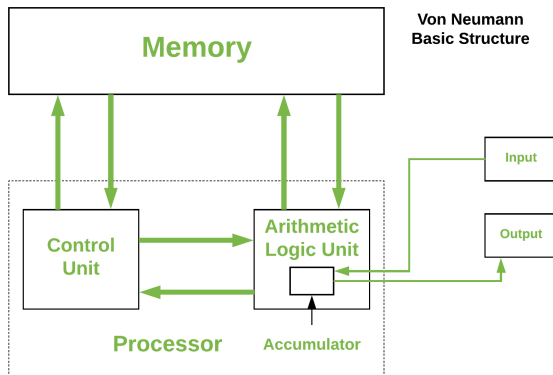 Von Neumann
Basic Structure
Memory
Input
Output
Control
Unit
Arithmetic
Logic Unit
Processor
Accumulator